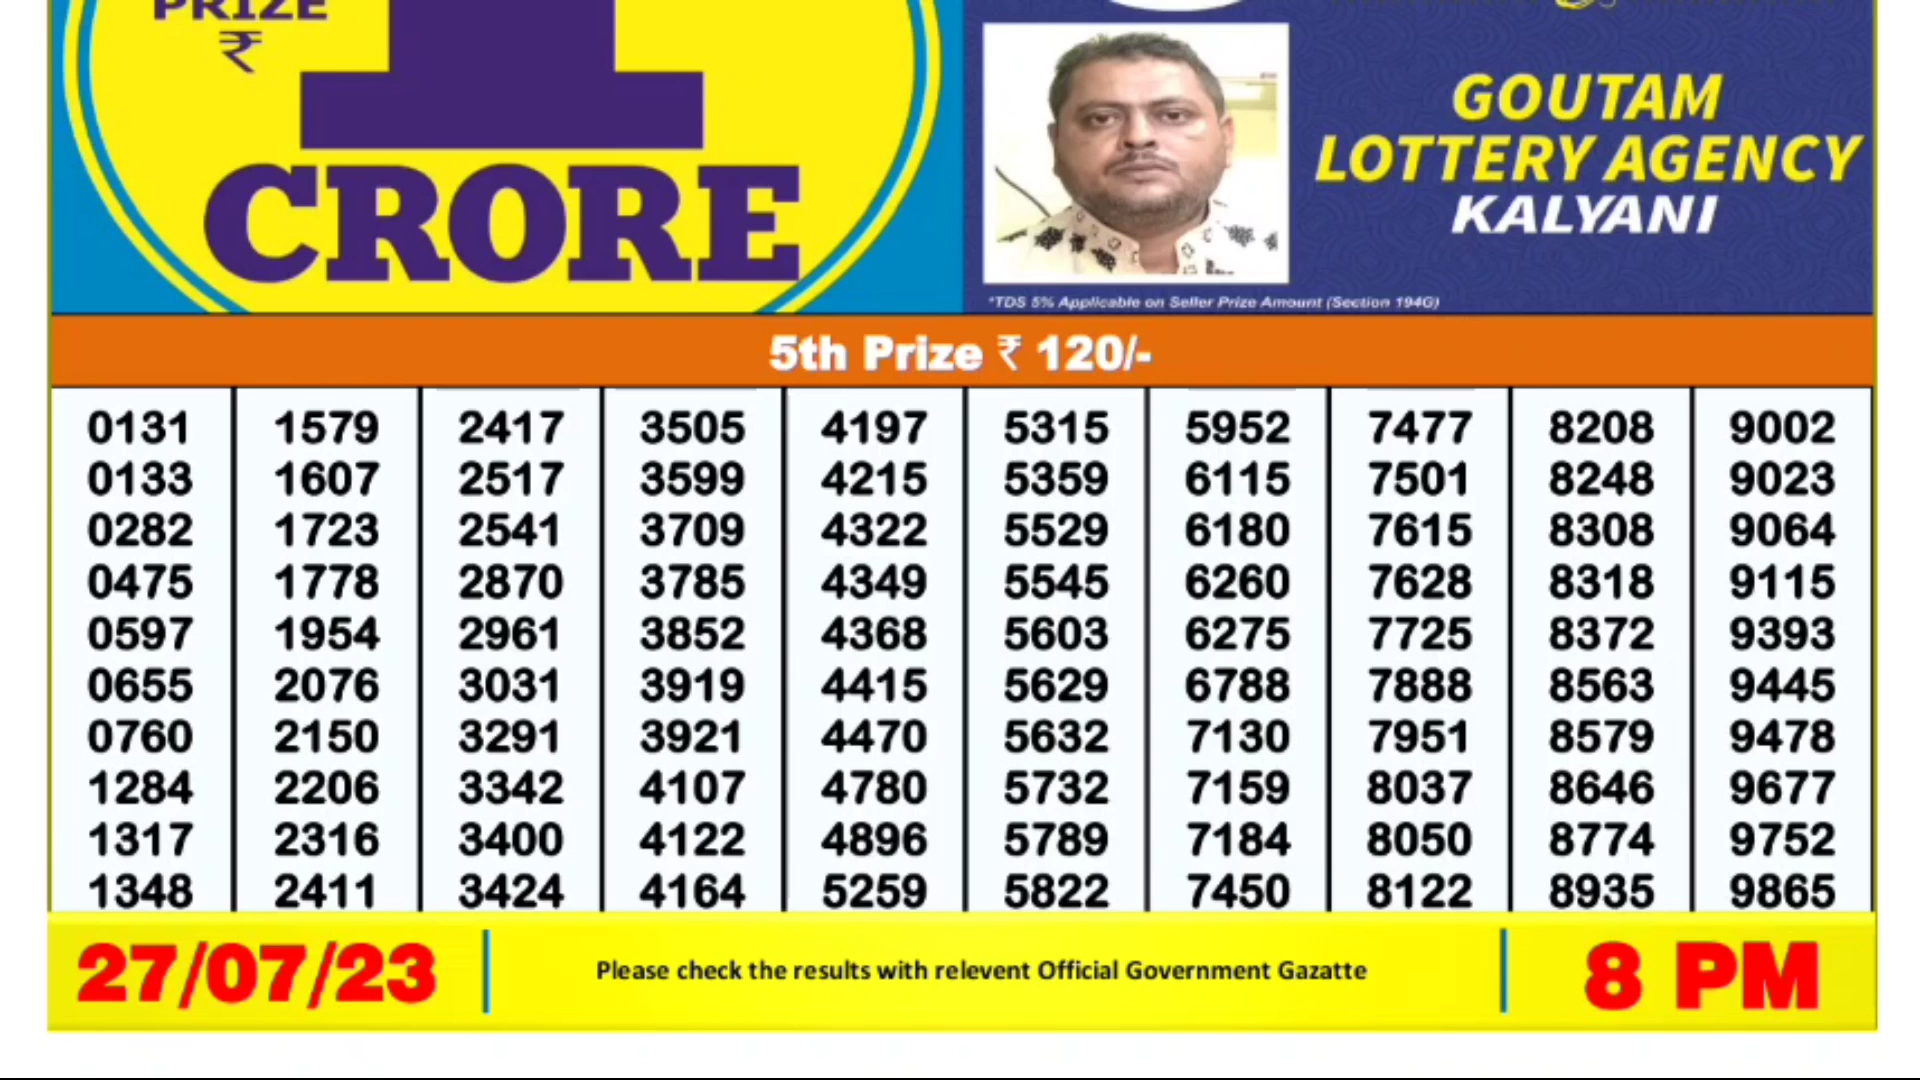 PRIZE
₹
1
CRORE
GOUTAM
LOTTERY AGENCY
KALYANI
*TDS 5% Applicable on Seller Prize Amount (Section 194G)
5th Prize ₹ 120/-
0131 1579 2417 3505 4197 5315 5952 7477 8208 9002
0133 1607 2517 3599 4215 5359 6115 7501 8248 9023
0282 1723 2541 3709 4322 5529 6180 7615 8308 9064
0475 1778 2870 3785 4349 5545 6260 7628 8318 9115
0597 1954 2961 3852 4368 5603 6275 7725 8372 9393
0655 2076 3031 3919 4415 5629 6788 7888 8563 9445
0760 2150 3291 3921 4470 5632 7130 7951 8579 9478
1284 2206 3342 4107 4780 5732 7159 8037 8646 9677
1317 2316 3400 4122 4896 5789 7184 8050 8774 9752
1348 2411 3424 4164 5259 5822 7450 8122 8935 9865
27/07/23
Please check the results with relevent Official Government Gazatte
8 PM